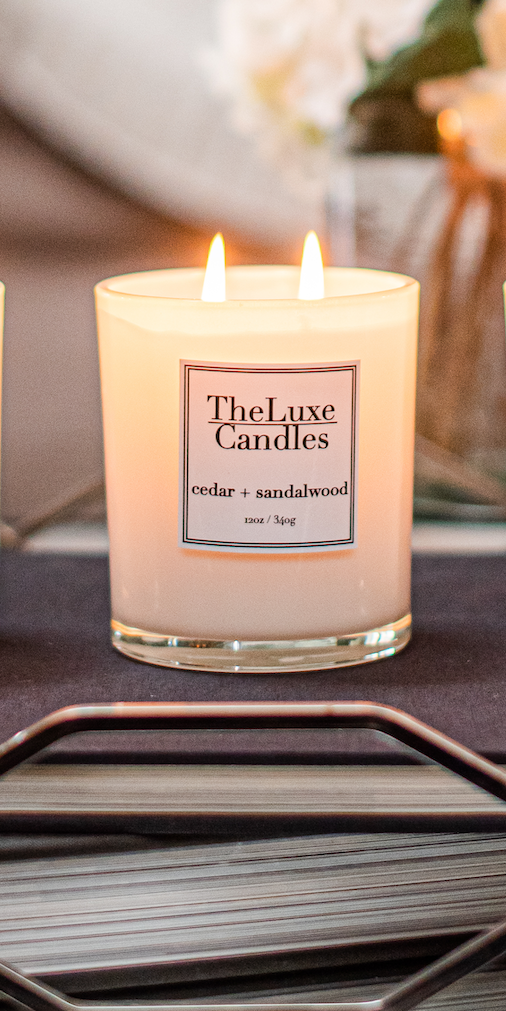 TheLuxe
Candles
cedar + sandalwood
12oz / 340g